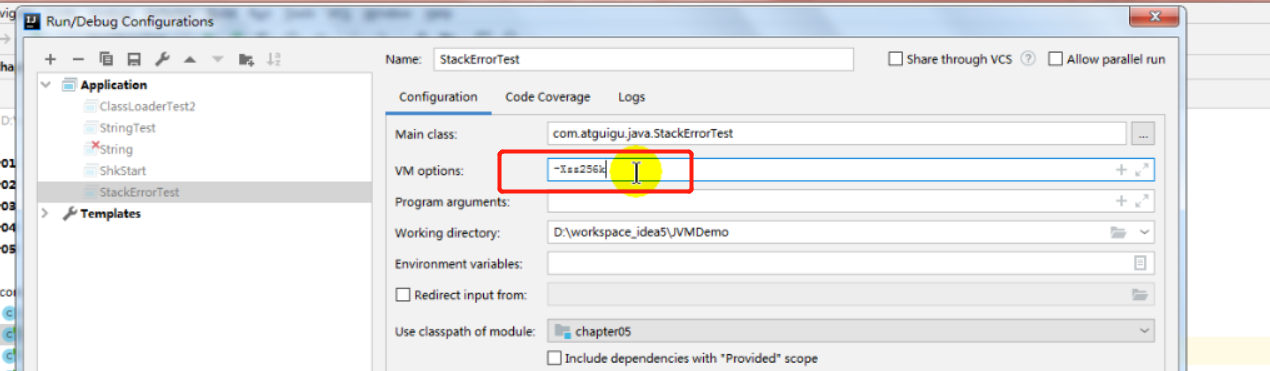 Run/Debug Configurations
Name: StackErrorTest
Share through VCS
Allow parallel run
Application
ClassLoaderTest2
StringTest
String
ShkStart
StackErrorTest
Templates
Configuration Code Coverage Logs
Main class: com.atguigu.java.StackErrorTest ...
VM options: -Xss256k
Program arguments:
Working directory: D:\workspace_idea5\JVMDemo
Environment variables:
Redirect input from:
Use classpath of module: chapter05
Include dependencies with "Provided" scope